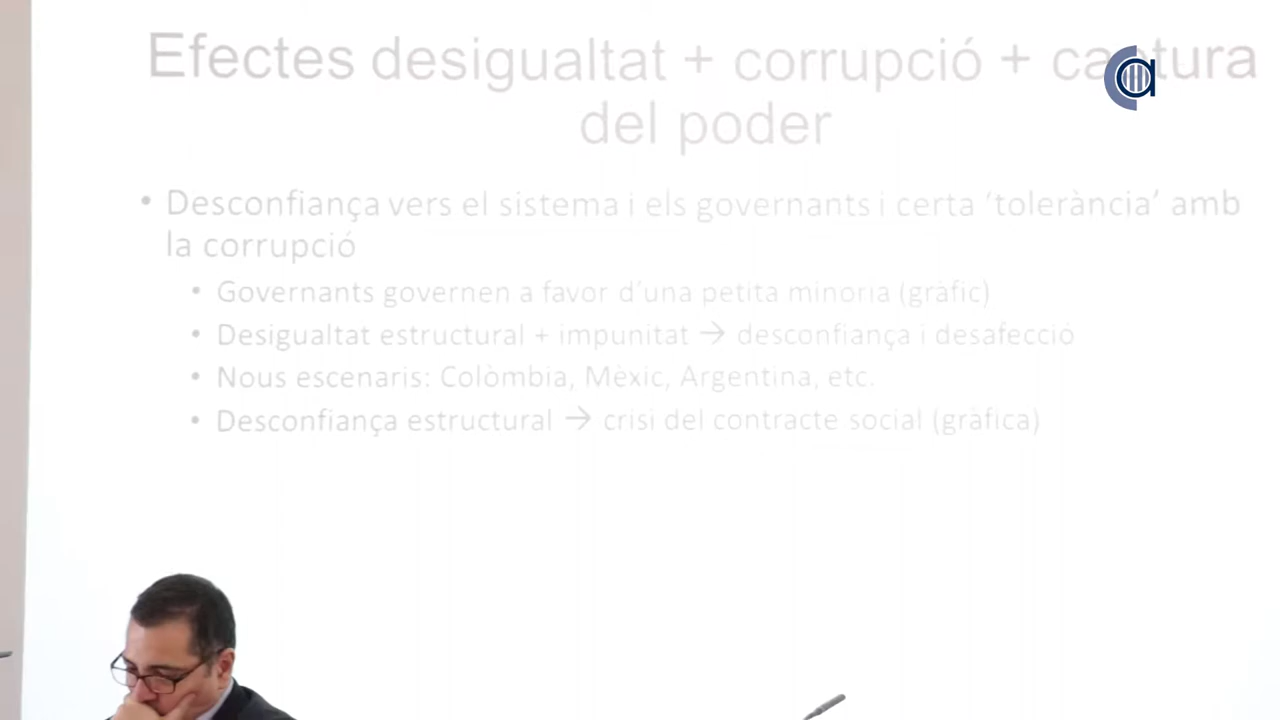 Efectes desigualtat + corrupció + captura
del poder
• Desconfiança vers el sistema i els governants i certa ‘tolerància’ amb
la corrupció
• Governants governen a favor d’una petita minoria (gràfic)
• Desigualtat estructural + impunitat → desconfiança i desafecció
• Nous escenaris: Colòmbia, Mèxic, Argentina, etc.
• Desconfiança estructural → crisi del contracte social (gràfica)